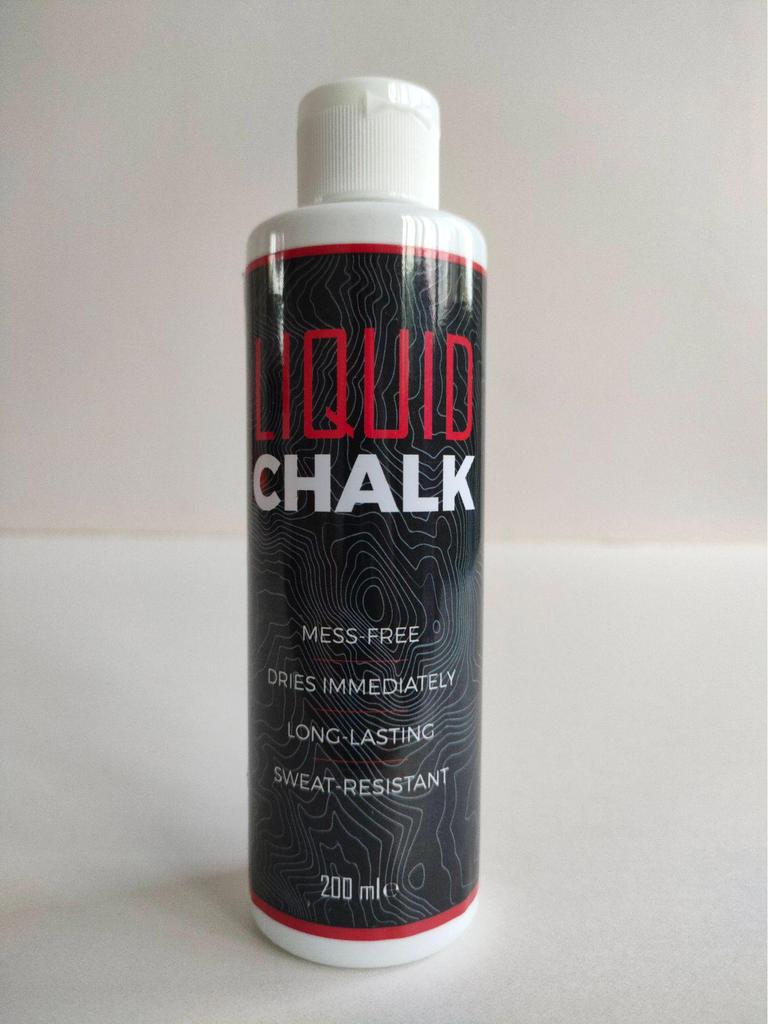 LIQUID
CHALK
MESS-FREE
DRIES IMMEDIATELY
LONG-LASTING
SWEAT-RESISTANT
200 ml ℮